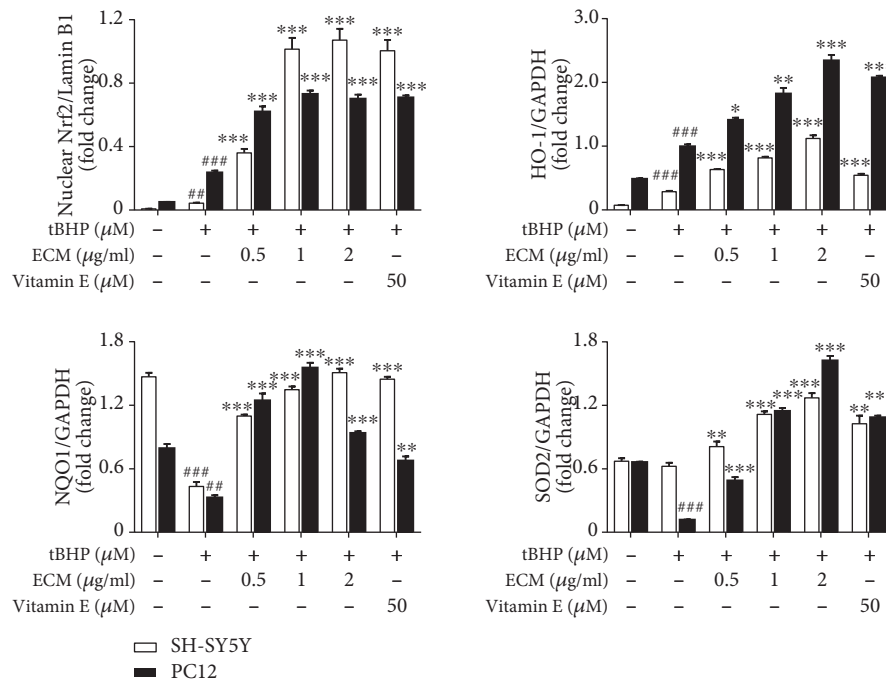 Nuclear Nrf2/Lamin B1
(fold change)
1.2
0.8
0.4
0
##
###
***
***
***
***
***
***
***
***
tBHP (μM) – + + + + +
ECM (μg/ml) – – 0.5 1 2 –
Vitamin E (μM) – – – – – 50
HO-1/GAPDH
(fold change)
3.0
2.0
1.0
0
###
###
***
*
***
**
***
***
***
**
tBHP (μM) – + + + + +
ECM (μg/ml) – – 0.5 1 2 –
Vitamin E (μM) – – – – – 50
NQO1/GAPDH
(fold change)
1.8
1.2
0.6
0
###
##
***
***
***
***
***
***
***
**
tBHP (μM) – + + + + +
ECM (μg/ml) – – 0.5 1 2 –
Vitamin E (μM) – – – – – 50
SOD2/GAPDH
(fold change)
1.8
1.2
0.6
0
###
**
***
***
***
***
***
**
**
tBHP (μM) – + + + + +
ECM (μg/ml) – – 0.5 1 2 –
Vitamin E (μM) – – – – – 50
SH-SY5Y
PC12